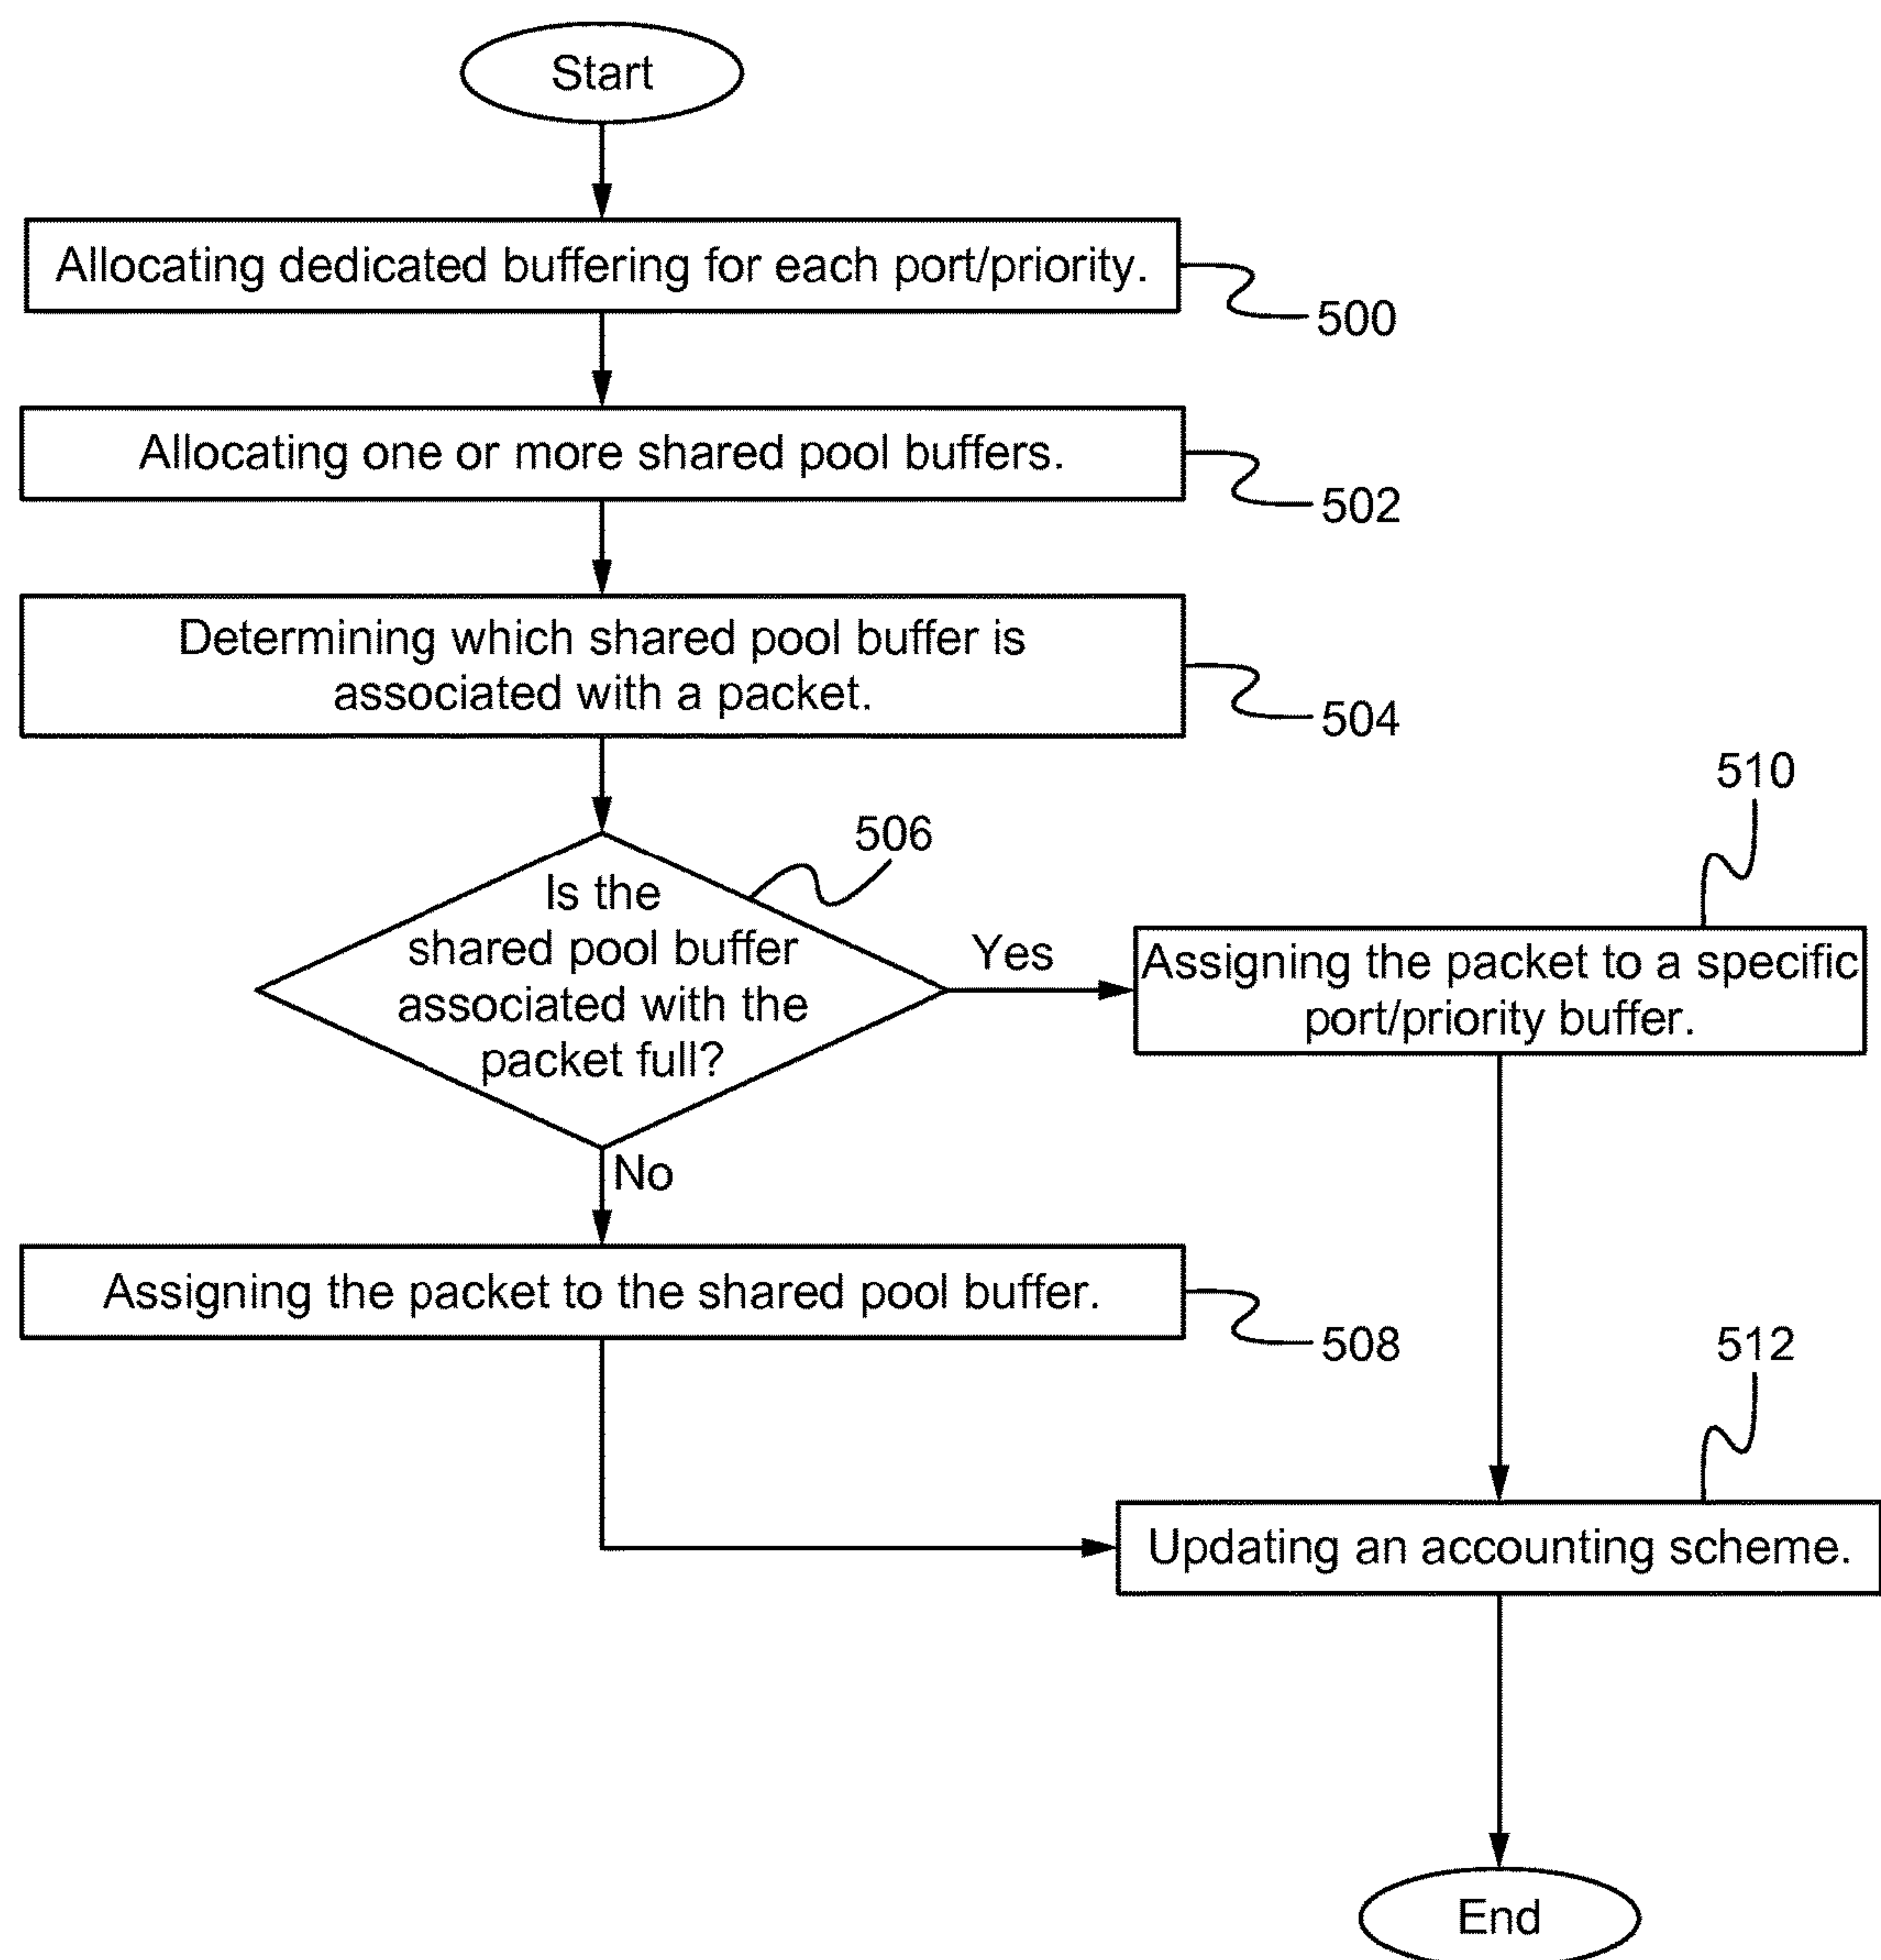 Start
Allocating dedicated buffering for each port/priority.
500
Allocating one or more shared pool buffers.
502
Determining which shared pool buffer is
associated with a packet.
504
506
Is the
shared pool buffer
associated with the
packet full?
Yes
510
Assigning the packet to a specific
port/priority buffer.
No
Assigning the packet to the shared pool buffer.
508
512
Updating an accounting scheme.
End